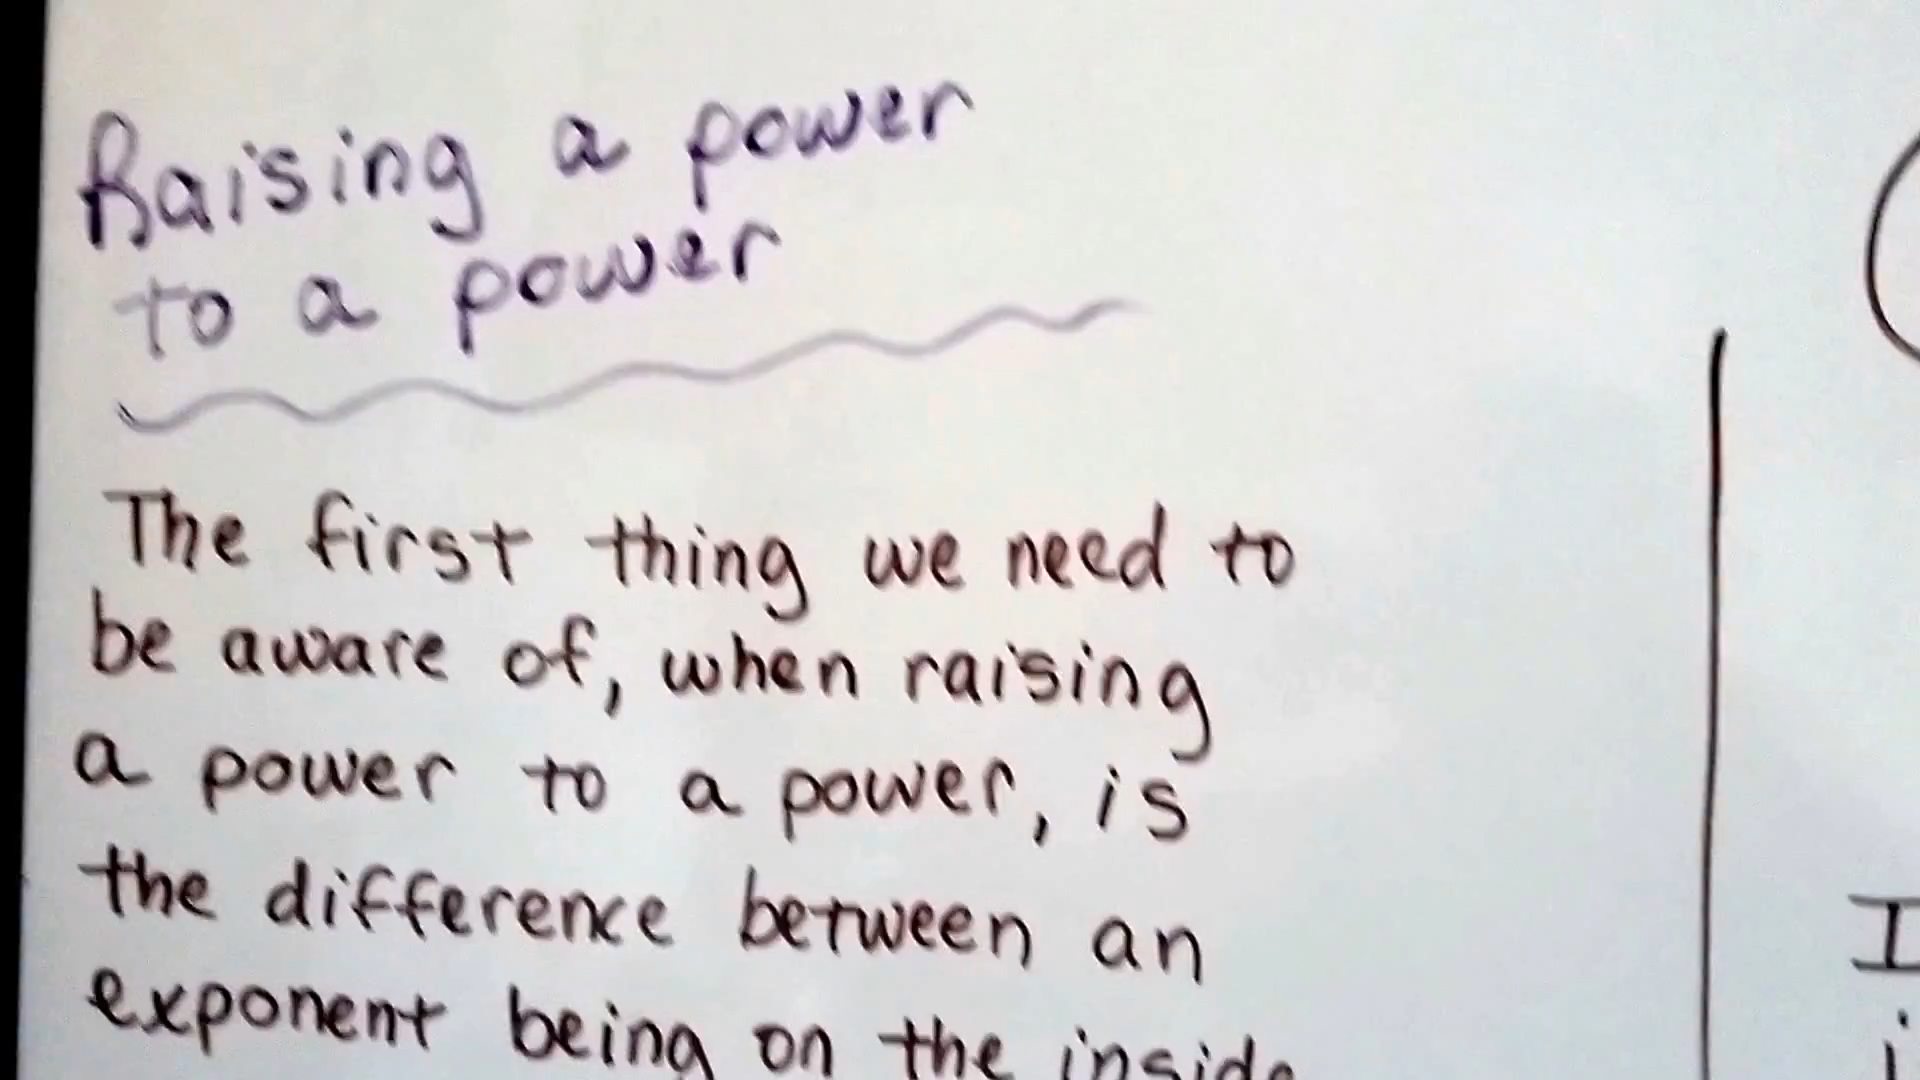 Raising a power
to a power
The first thing we need to
be aware of, when raising
a power to a power, is
the difference between an
exponent being on the inside
I
i